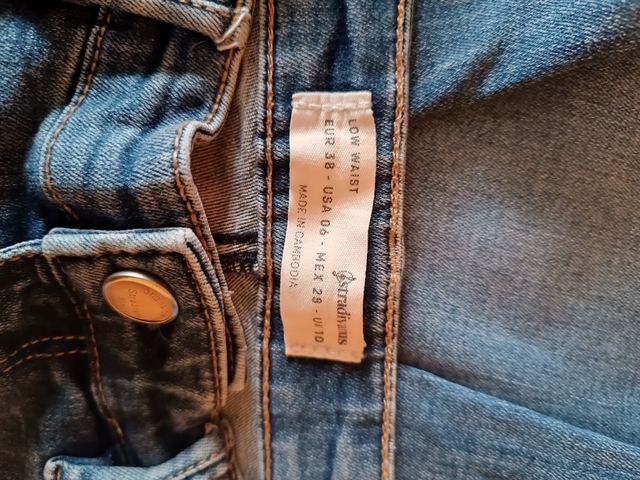 stradivarius
LOW WAIST
EUR 38 - USA 06 - MEX 28 - UK 10
MADE IN CAMBODIA